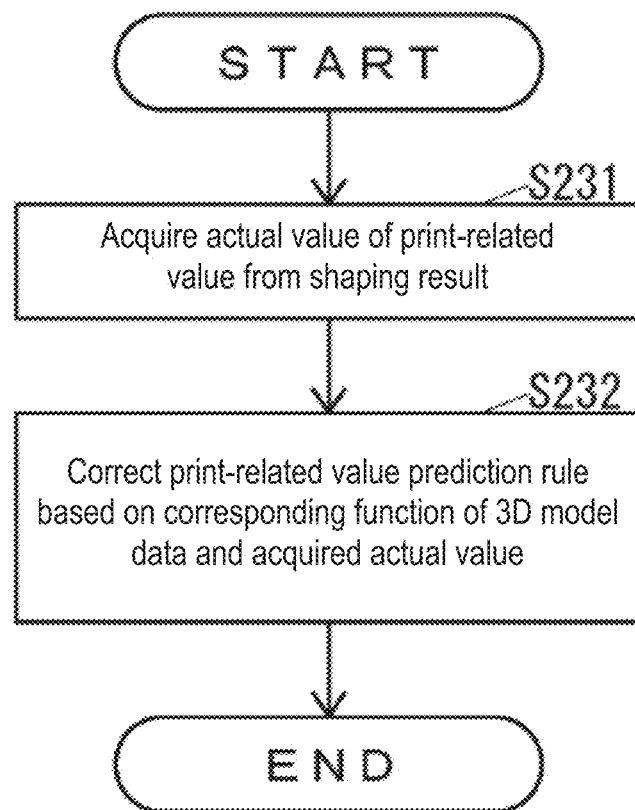 START
S231
Acquire actual value of print-related
value from shaping result
S232
Correct print-related value prediction rule
based on corresponding function of 3D model
data and acquired actual value
END